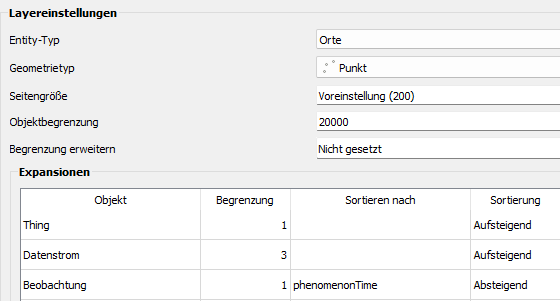 Layereinstellungen
Entity-Typ Orte
Geometrietyp Punkt
Seitengröße Voreinstellung (200)
Objektbegrenzung 20000
Begrenzung erweitern Nicht gesetzt
Expansionen
Objekt Begrenzung Sortieren nach Sortierung
Thing 1 Aufsteigend
Datenstrom 3 Aufsteigend
Beobachtung 1 phenomenonTime Absteigend